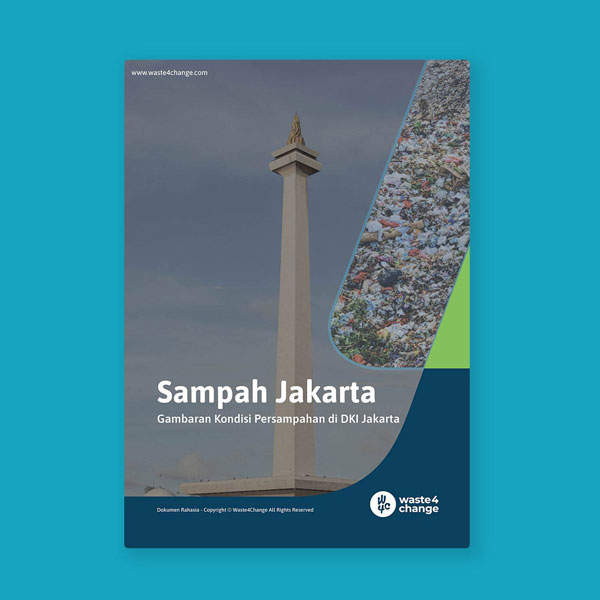 www.waste4change.com
Sampah Jakarta
Gambaran Kondisi Persampahan di DKI Jakarta
Dokumen Rahasia - Copyright © Waste4Change All Rights Reserved
W4C
waste4
change